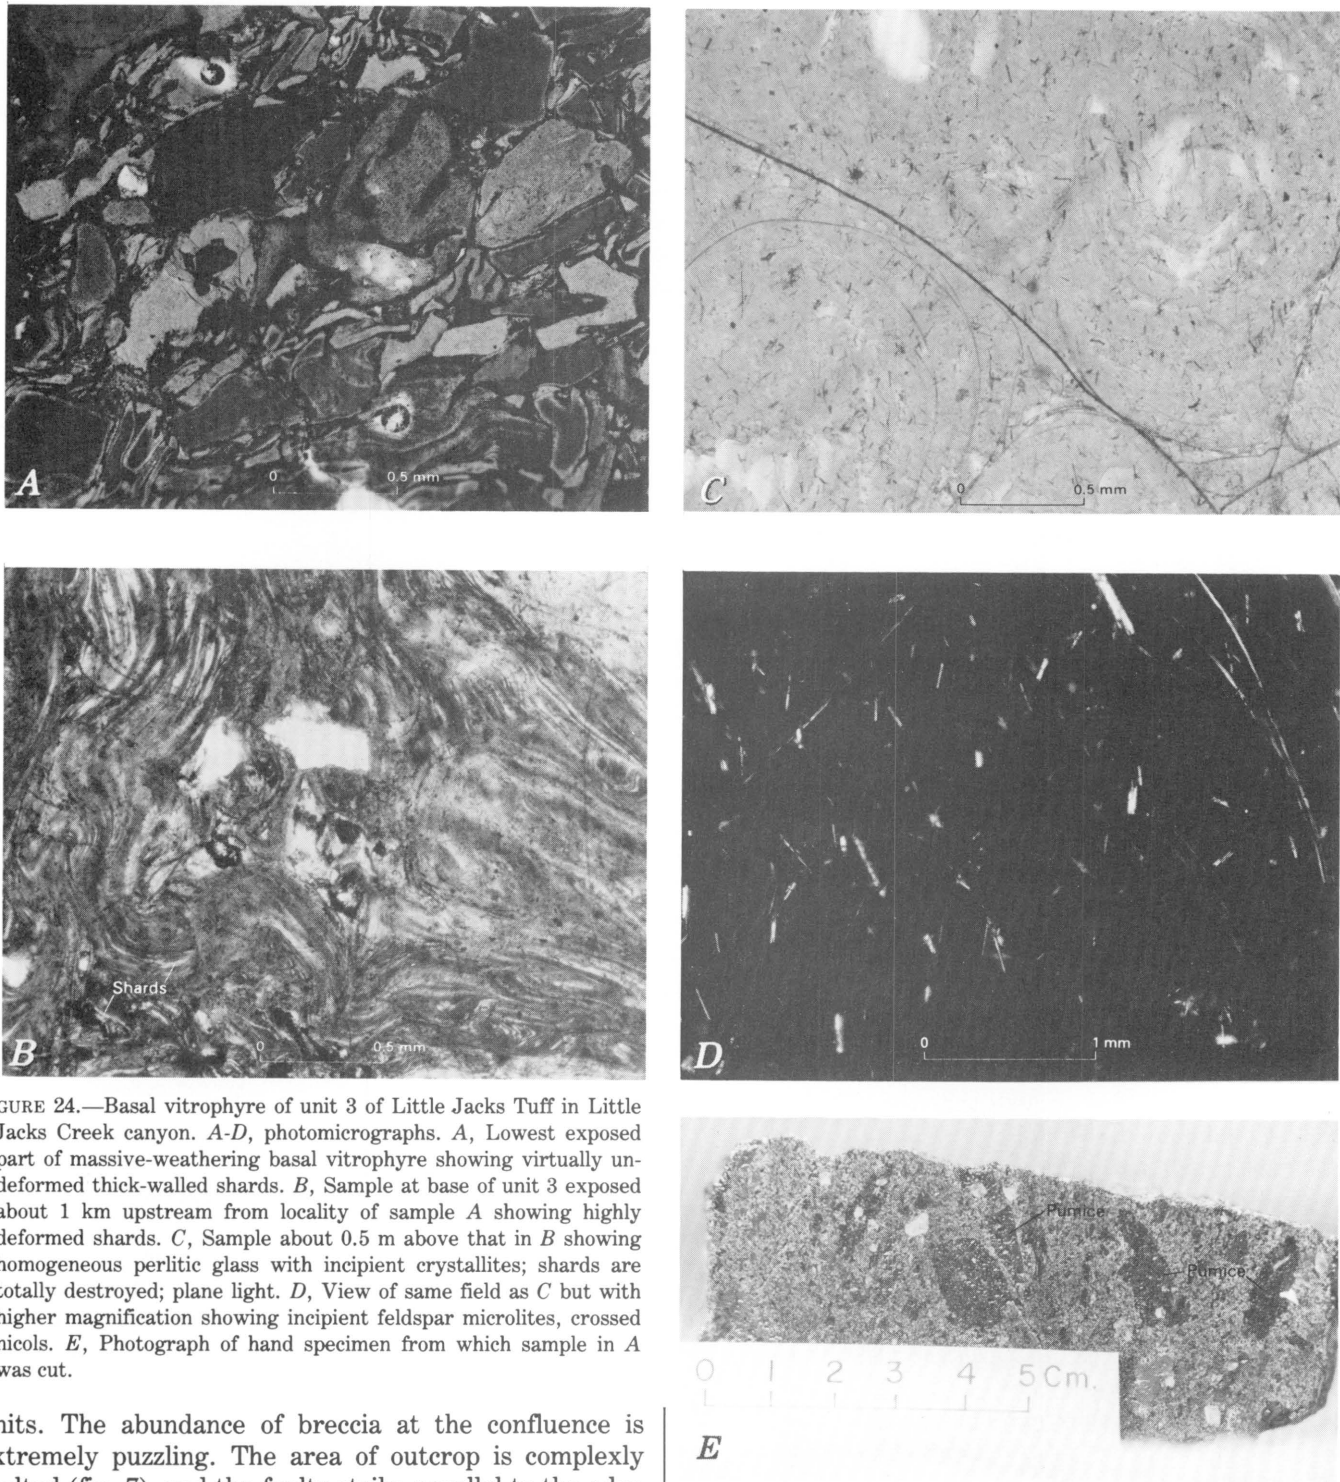 0 0.5 mm
A
0 0.5 mm
C
Shards
0 0.5 mm
B
0 1 mm
D
GURE 24.—Basal vitrophyre of unit 3 of Little Jacks Tuff in Little
Jacks Creek canyon. A-D, photomicrographs. A, Lowest exposed
part of massive-weathering basal vitrophyre showing virtually un-
deformed thick-walled shards. B, Sample at base of unit 3 exposed
about 1 km upstream from locality of sample A showing highly
deformed shards. C, Sample about 0.5 m above that in B showing
homogeneous perlitic glass with incipient crystallites; shards are
totally destroyed; plane light. D, View of same field as C but with
higher magnification showing incipient feldspar microlites, crossed
nicols. E, Photograph of hand specimen from which sample in A
was cut.
Pumice
Pumice
0 1 2 3 4 5 Cm.
E
nits. The abundance of breccia at the confluence is
xtremely puzzling. The area of outcrop is complexly